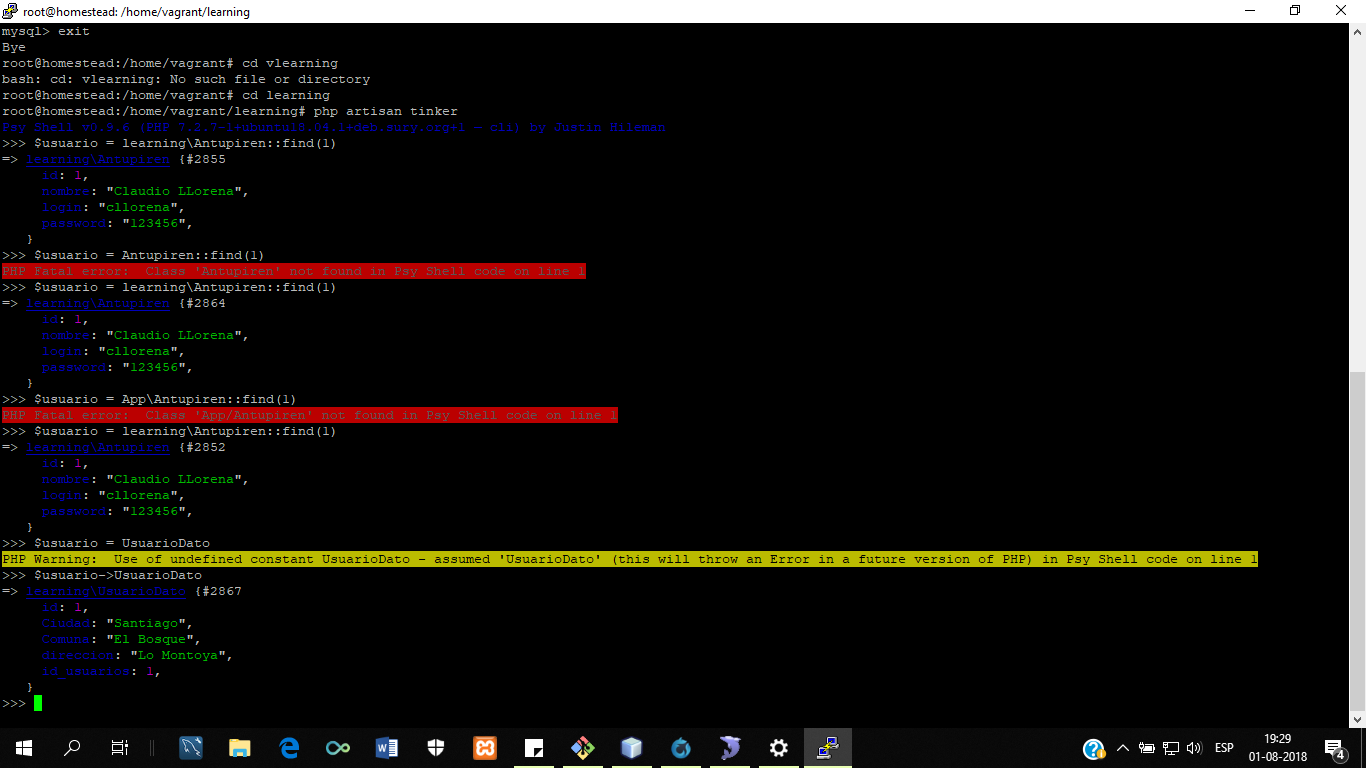 root@homestead: /home/vagrant/learning
mysql> exit
Bye
root@homestead:/home/vagrant# cd vlearning
bash: cd: vlearning: No such file or directory
root@homestead:/home/vagrant# cd learning
root@homestead:/home/vagrant/learning# php artisan tinker
Psy Shell v0.9.6 (PHP 7.2.7-1+ubuntu18.04.1+deb.sury.org+1 — cli) by Justin Hileman
>>> $usuario = learning\Antupiren::find(1)
=> learning\Antupiren {#2855
id: 1,
nombre: "Claudio LLorena",
login: "cllorena",
password: "123456",
}
>>> $usuario = Antupiren::find(1)
PHP Fatal error:  Class 'Antupiren' not found in Psy Shell code on line 1
>>> $usuario = learning\Antupiren::find(1)
=> learning\Antupiren {#2864
id: 1,
nombre: "Claudio LLorena",
login: "cllorena",
password: "123456",
}
>>> $usuario = App\Antupiren::find(1)
PHP Fatal error:  Class 'App/Antupiren' not found in Psy Shell code on line 1
>>> $usuario = learning\Antupiren::find(1)
=> learning\Antupiren {#2852
id: 1,
nombre: "Claudio LLorena",
login: "cllorena",
password: "123456",
}
>>> $usuario = UsuarioDato
PHP Warning:  Use of undefined constant UsuarioDato - assumed 'UsuarioDato' (this will throw an Error in a future version of PHP) in Psy Shell code on line 1
>>> $usuario->UsuarioDato
=> learning\UsuarioDato {#2867
id: 1,
Ciudad: "Santiago",
Comuna: "El Bosque",
direccion: "Lo Montoya",
id_usuarios: 1,
}
>>>
ESP
19:29
01-08-2018
4